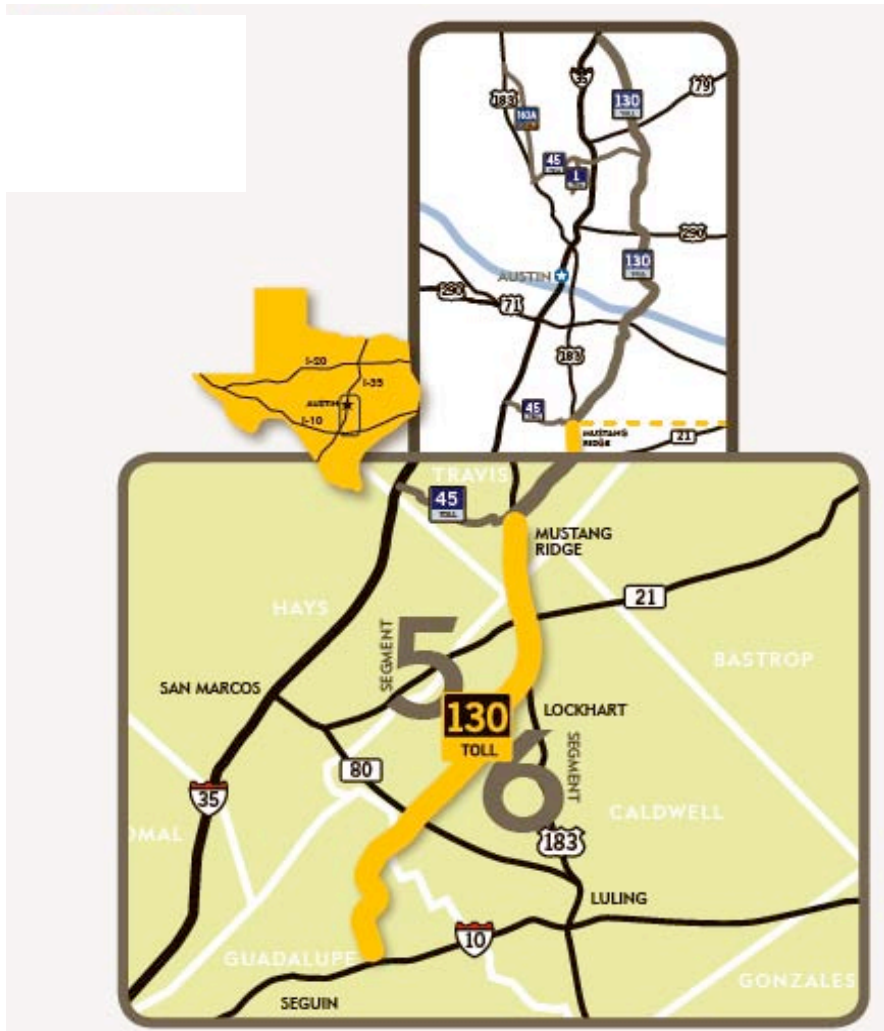 35
79
183
130
TOLL
183A
45
1
290
130
TOLL
AUSTIN
290
71
183
45
MUSTANG
RIDGE
21
I-20
I-35
AUSTIN
I-10
TRAVIS
45
TOLL
MUSTANG
RIDGE
21
HAYS
SEGMENT
5
BASTROP
SAN MARCOS
130
TOLL
LOCKHART
6
SEGMENT
80
35
OMAL
CALDWELL
183
LULING
10
GUADALUPE
GONZALES
SEGUIN